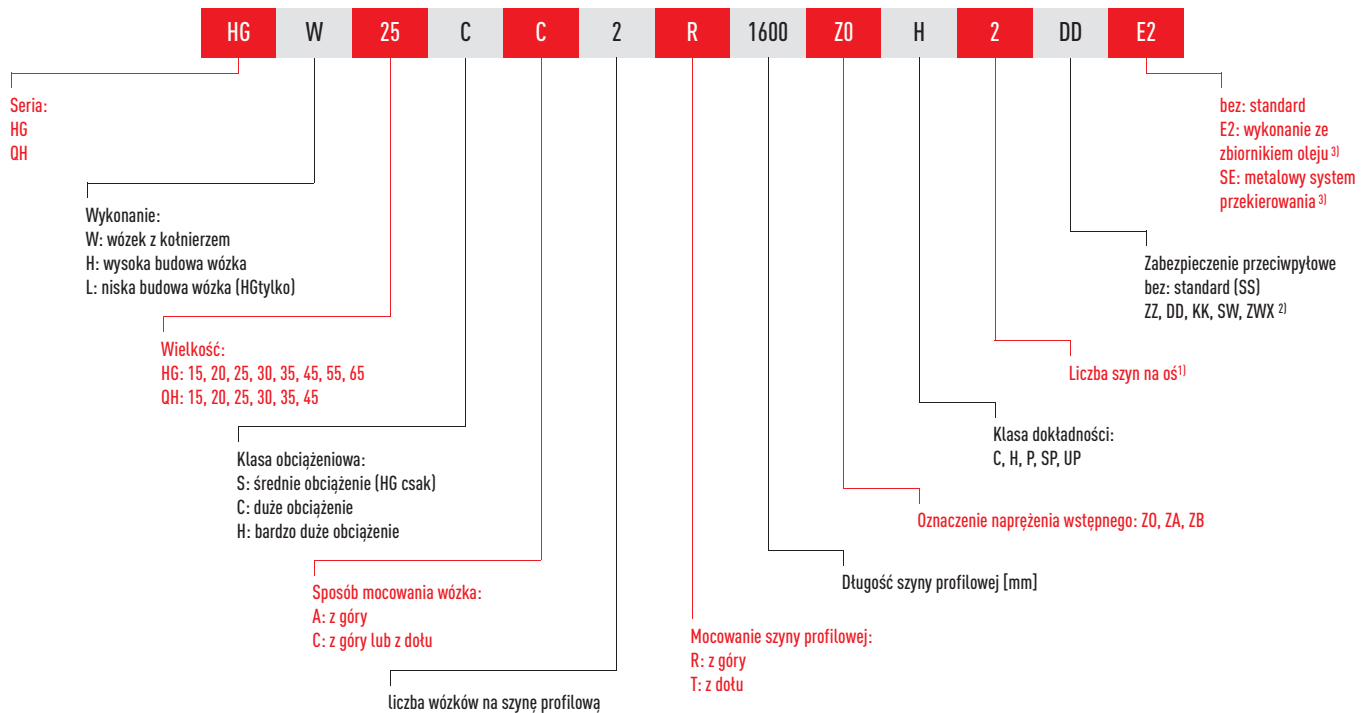 HG W 25 C C 2 R 1600 Z0 H 2 DD E2
Seria:
HG
QH
Wykonanie:
W: wózek z kołnierzem
H: wysoka budowa wózka
L: niska budowa wózka (HGtylko)
Wielkość:
HG: 15, 20, 25, 30, 35, 45, 55, 65
QH: 15, 20, 25, 30, 35, 45
Klasa obciążeniowa:
S: średnie obciążenie (HG csak)
C: duże obciążenie
H: bardzo duże obciążenie
Sposób mocowania wózka:
A: z góry
C: z góry lub z dołu
liczba wózków na szynę profilową
Mocowanie szyny profilowej:
R: z góry
T: z dołu
Długość szyny profilowej [mm]
Oznaczenie naprężenia wstępnego: ZO, ZA, ZB
Klasa dokładności:
C, H, P, SP, UP
Liczba szyn na oś1)
Zabezpieczenie przeciwpyłowe
bez: standard (SS)
ZZ, DD, KK, SW, ZWX 2)
bez: standard
E2: wykonanie ze
zbiornikiem oleju 3)
SE: metalowy system
przekierowania 3)